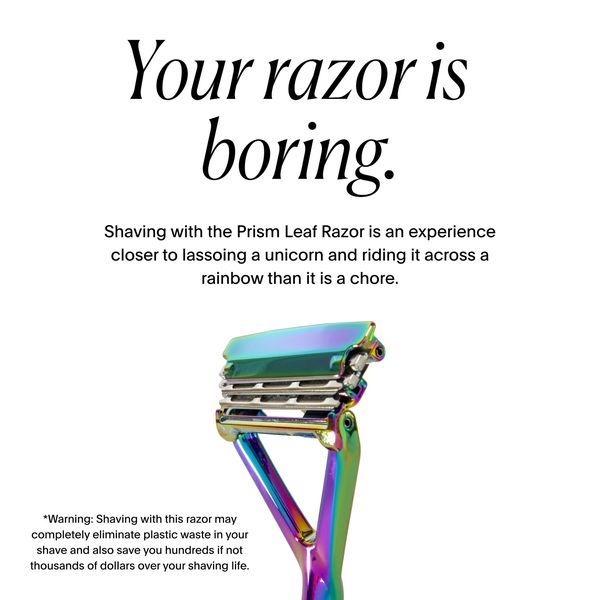 Your razor is
boring.
Shaving with the Prism Leaf Razor is an experience
closer to lassoing a unicorn and riding it across a
rainbow than it is a chore.
*Warning: Shaving with this razor may
completely eliminate plastic waste in your
shave and also save you hundreds if not
thousands of dollars over your shaving life.